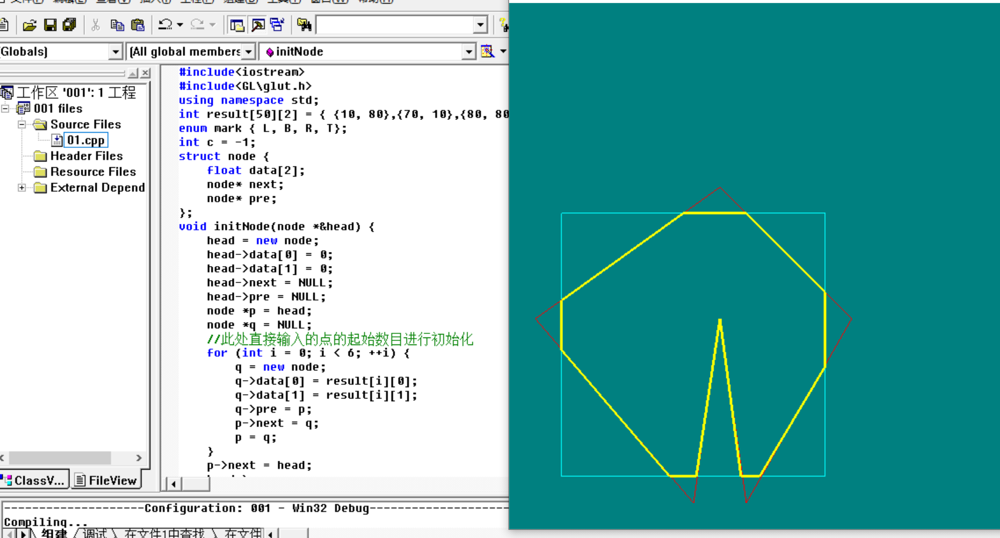 (All global members
initNode
Globals)
工作区 '001': 1 工程
001 files
Source Files
01.cpp
Header Files
Resource Files
External Depend
ClassV...
FileView
#include<iostream>
#include<GL\glut.h>
using namespace std;
int result[50][2] = { {10, 80},{70, 10},{80, 80
enum mark { L, B, R, T};
int c = -1;
struct node {
float data[2];
node* next;
node* pre;
};
void initNode(node *&head) {
head = new node;
head->data[0] = 0;
head->data[1] = 0;
head->next = NULL;
head->pre = NULL;
node *p = head;
node *q = NULL;
//此处直接输入的点的起始数目进行初始化
for (int i = 0; i < 6; ++i) {
q = new node;
q->data[0] = result[i][0];
q->data[1] = result[i][1];
q->pre = p;
p->next = q;
p = q;
}
p->next = head;
--------------------Configuration: 001 - Win32 Debug--------------------
Compiling...
组建 调试 在文件1中查找 在文件